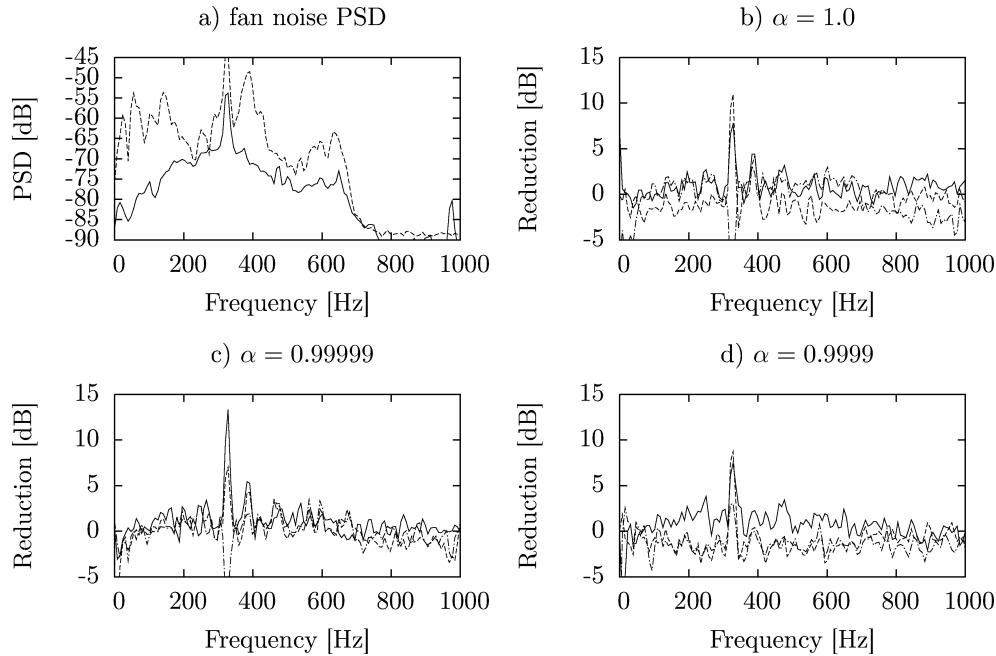 a) fan noise PSD
PSD [dB]
-45
-50
-55
-60
-65
-70
-75
-80
-85
-90
0 200 400 600 800 1000
Frequency [Hz]
b) α = 1.0
Reduction [dB]
15
10
5
0
-5
0 200 400 600 800 1000
Frequency [Hz]
c) α = 0.99999
Reduction [dB]
15
10
5
0
-5
0 200 400 600 800 1000
Frequency [Hz]
d) α = 0.9999
Reduction [dB]
15
10
5
0
-5
0 200 400 600 800 1000
Frequency [Hz]